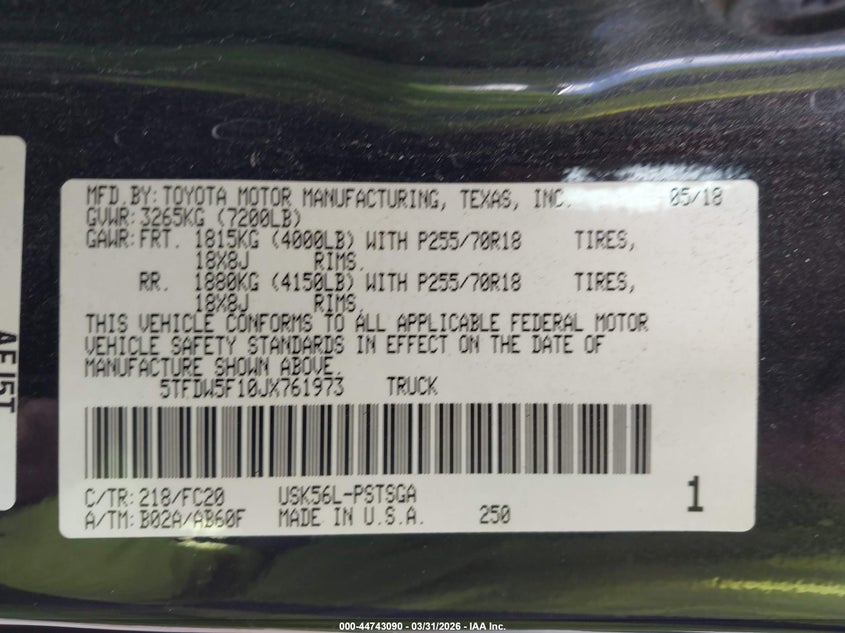 MFD.BY: TOYOTA MOTOR MANUFACTURING, TEXAS, INC. 05/18
GVWR: 3265KG (7200LB)
GAWR: FRT. 1815KG (4000LB) WITH P255/70R18 TIRES,
18X8J RIMS,
RR. 1880KG (4150LB) WITH P255/70R18 TIRES,
18X8J RIMS.
THIS VEHICLE CONFORMS TO ALL APPLICABLE FEDERAL MOTOR
VEHICLE SAFETY STANDARDS IN EFFECT ON THE DATE OF
MANUFACTURE SHOWN ABOVE.
5TFDW5F10JX761973 TRUCK
C/TR: 218/FC20 USK56L-PSTSGA
A/TM: B02A/AB60F MADE IN U.S.A. 250
1
000-44743090 - 03/31/2026 - IAA Inc.